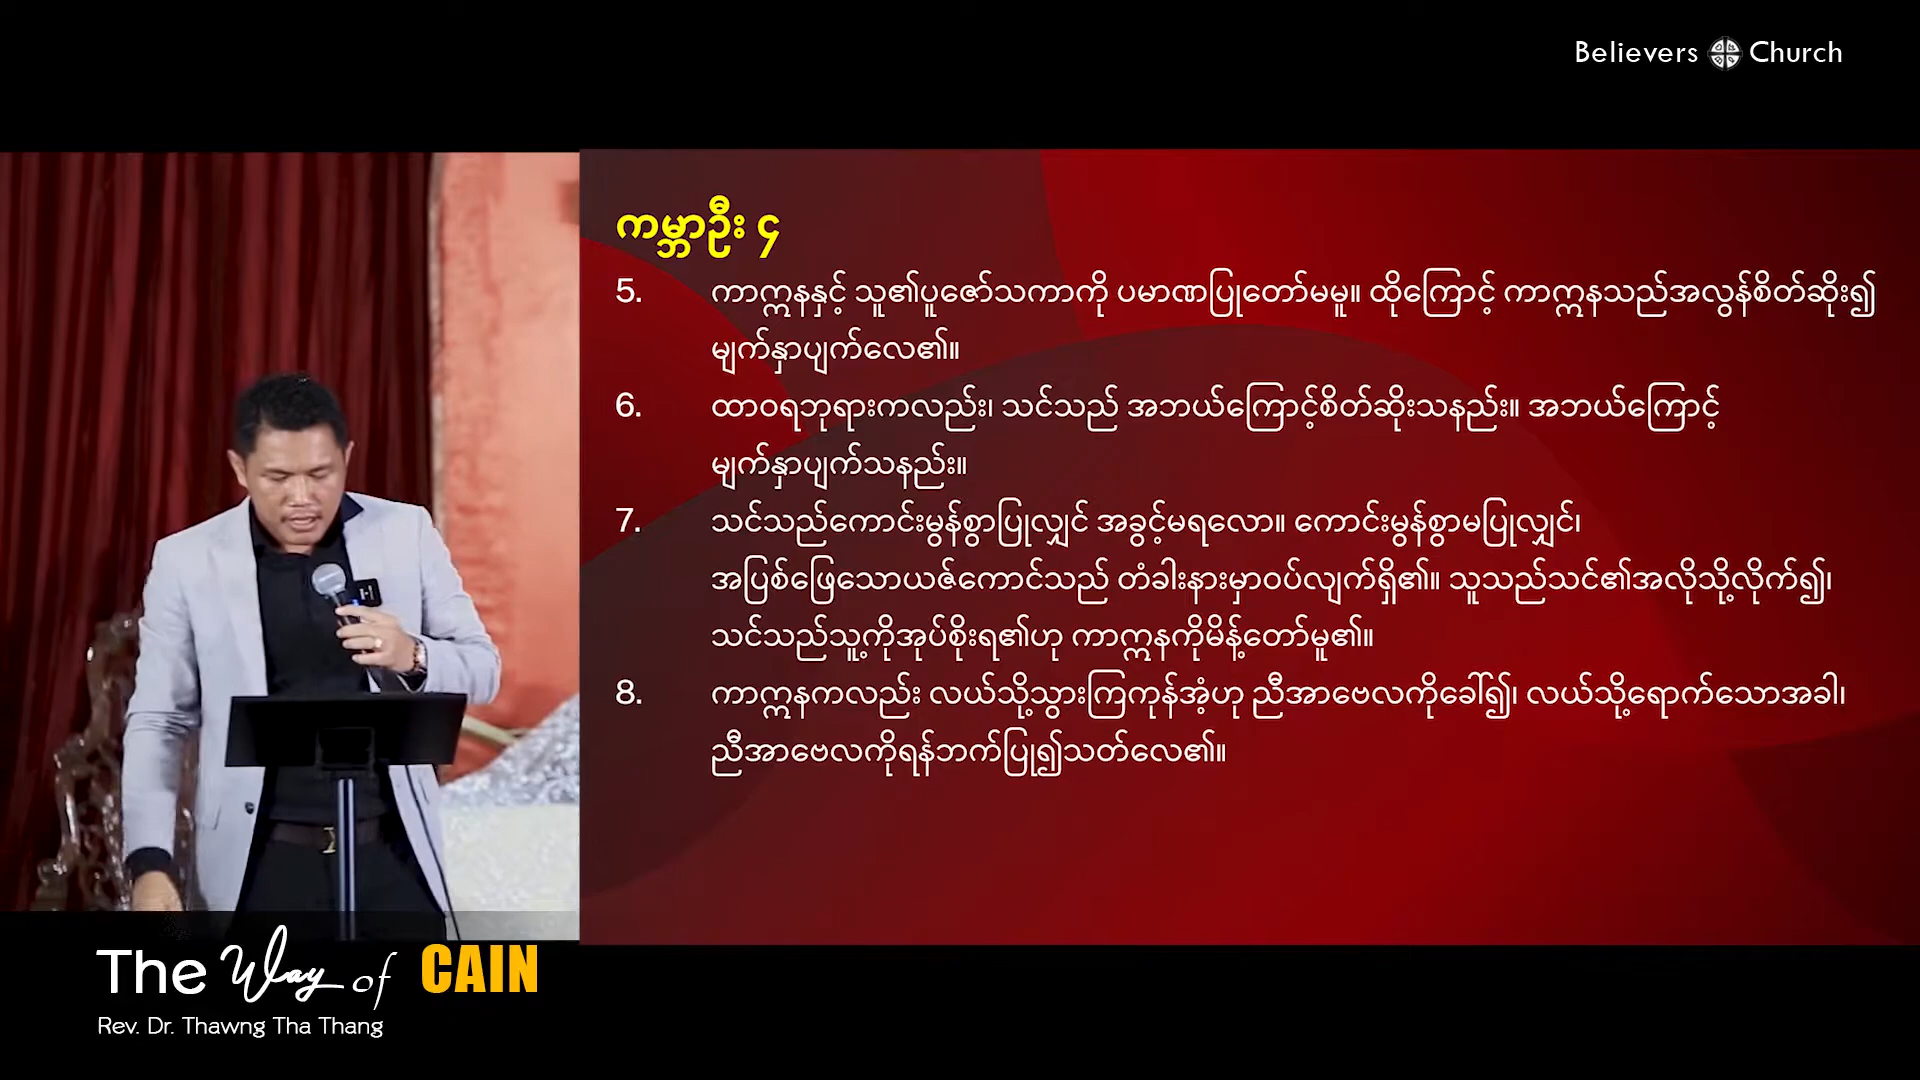 Believers Church
ကမ္ဘာဦး ၄
5. ကာဣနနှင့် သူ၏ပူဇော်သကာကို ပမာဏပြုတော်မမူ။ ထိုကြောင့် ကာဣနသည်အလွန်စိတ်ဆိုး၍
မျက်နှာပျက်လေ၏။
6. ထာဝရဘုရားကလည်း၊ သင်သည် အဘယ်ကြောင့်စိတ်ဆိုးသနည်း။ အဘယ်ကြောင့်
မျက်နှာပျက်သနည်း။
7. သင်သည်ကောင်းမွန်စွာပြုလျှင် အခွင့်မရလော။ ကောင်းမွန်စွာမပြုလျှင်၊
အပြစ်ဖြေသောယဇ်ကောင်သည် တံခါးနားမှာဝပ်လျက်ရှိ၏။ သူသည်သင်၏အလိုသို့လိုက်၍၊
သင်သည်သူ့ကိုအုပ်စိုးရ၏ဟု ကာဣနကိုမိန့်တော်မူ၏။
8. ကာဣနကလည်း လယ်သို့သွားကြကုန်အံ့ဟု ညီအာဗေလကိုခေါ်၍၊ လယ်သို့ရောက်သောအခါ၊
ညီအာဗေလကိုရန်ဘက်ပြု၍သတ်လေ၏။
The Way of CAIN
Rev. Dr. Thawng Tha Thang